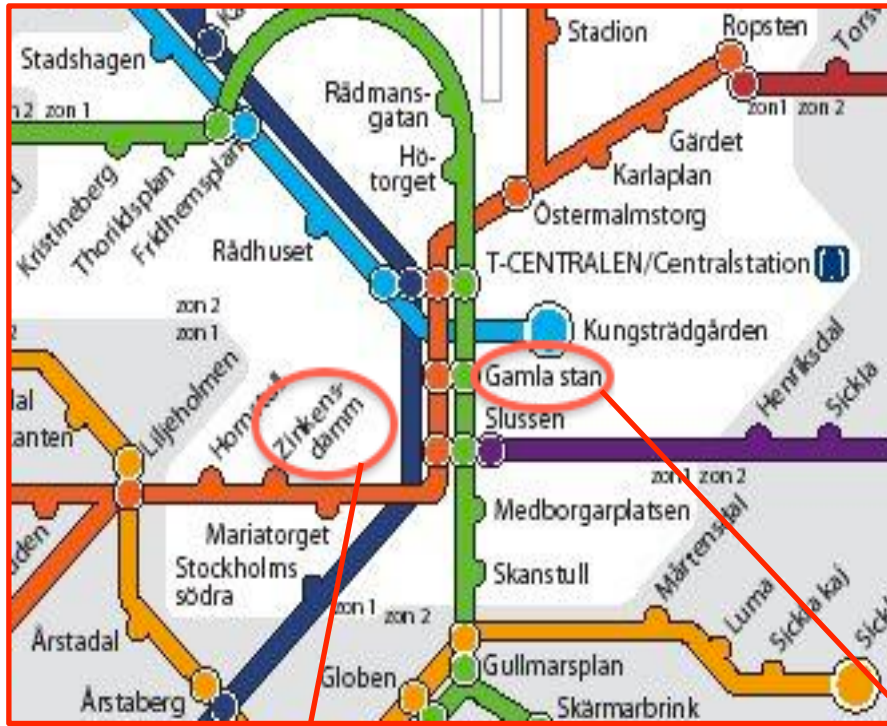 Stadshagen
Stadion
Ropsten
zon 1
Rådmans-
gatan
zon1 zon 2
Gärdet
Karlaplan
Hö-
torget
Östermalmstorg
Kristineberg
Thorildsplan
Fridhemsplan
Rådhuset
T-CENTRALEN/Centralstation
zon 2
zon 1
Kungsträdgården
Gamla stan
Liljeholmen
Zinkens-
damm
Slussen
Henriksdal
Sickla
zon1 zon 2
Mariatorget
Medborgarplatsen
Stockholms
södra
Skanstull
Mårtensdal
Luma
Sickla kaj
zon 1 zon 2
Årstadal
Globen
Gullmarsplan
Årstaberg
Skärmarbrink